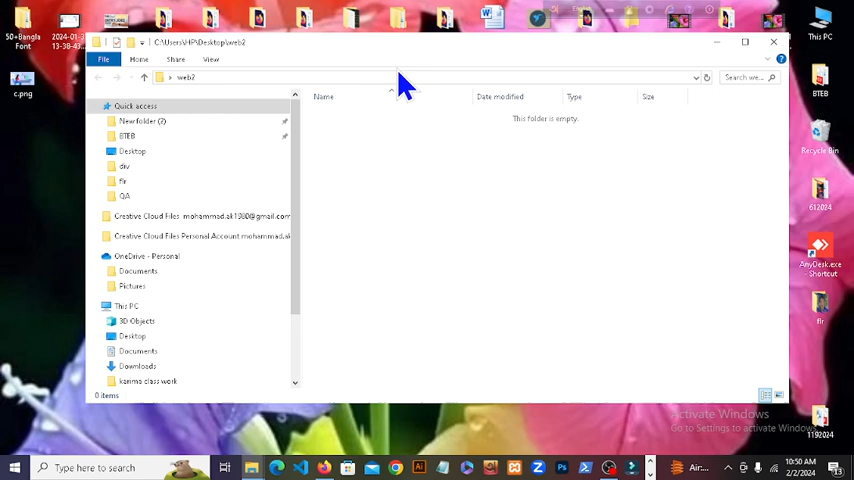 50+Bangla
Font
2024-01-3
13-38-43...
c.png
This PC
BTEB
Recycle Bin
612024
AnyDesk.exe
- Shortcut
flr
1192024
C:\Users\HP\Desktop\web2
File
Home
Share
View
web2
Search we...
Name
Date modified
Type
Size
This folder is empty.
Quick access
New folder (2)
BTEB
Desktop
div
flr
QA
Creative Cloud Files mohammad.ak1980@gmail.com
Creative Cloud Files Personal Account mohammad.ak
OneDrive - Personal
Documents
Pictures
This PC
3D Objects
Desktop
Documents
Downloads
karima class work
0 items
Activate Windows
Go to Settings to activate Windows.
Type here to search
Air:...
10:50 AM
2/2/2024
13